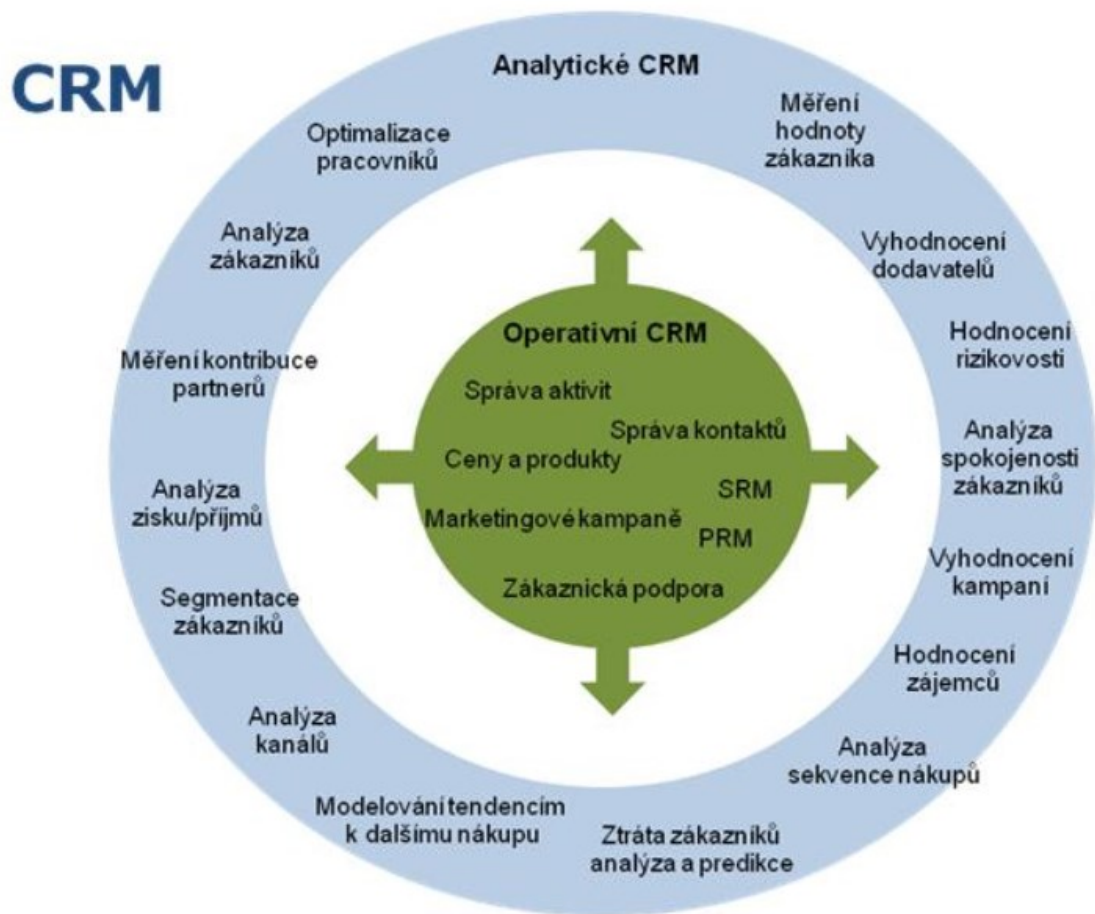 CRM
Analytické CRM
Měření
hodnoty
zákazníka
Vyhodnocení
dodavatelů
Hodnocení
rizikovosti
Analýza
spokojenosti
zákazníků
Vyhodnocení
kampaní
Hodnocení
zájemců
Analýza
sekvence nákupů
Ztráta zákazníků
analýza a predikce
Modelování tendencím
k dalšímu nákupu
Analýza
kanálů
Segmentace
zákazníků
Analýza
zisku/příjmů
Měření kontribuce
partnerů
Analýza
zákazníků
Optimalizace
pracovníků
Operativní CRM
Správa aktivit
Správa kontaktů
Ceny a produkty
SRM
Marketingové kampaně
PRM
Zákaznická podpora